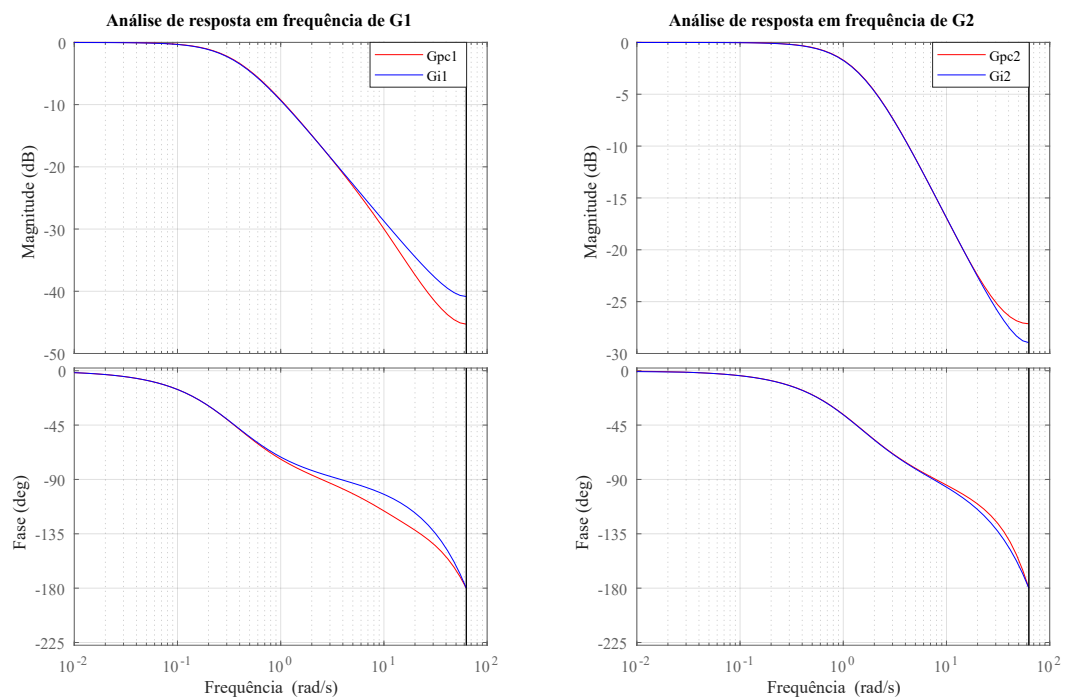 Análise de resposta em frequência de G1
Magnitude (dB)
0
-10
-20
-30
-40
-50
Gpc1
Gi1
Fase (deg)
0
-45
-90
-135
-180
-225
10^-2
10^-1
10^0
10^1
10^2
Frequência (rad/s)
Análise de resposta em frequência de G2
Magnitude (dB)
0
-5
-10
-15
-20
-25
-30
Gpc2
Gi2
Fase (deg)
0
-45
-90
-135
-180
-225
10^-2
10^-1
10^0
10^1
10^2
Frequência (rad/s)